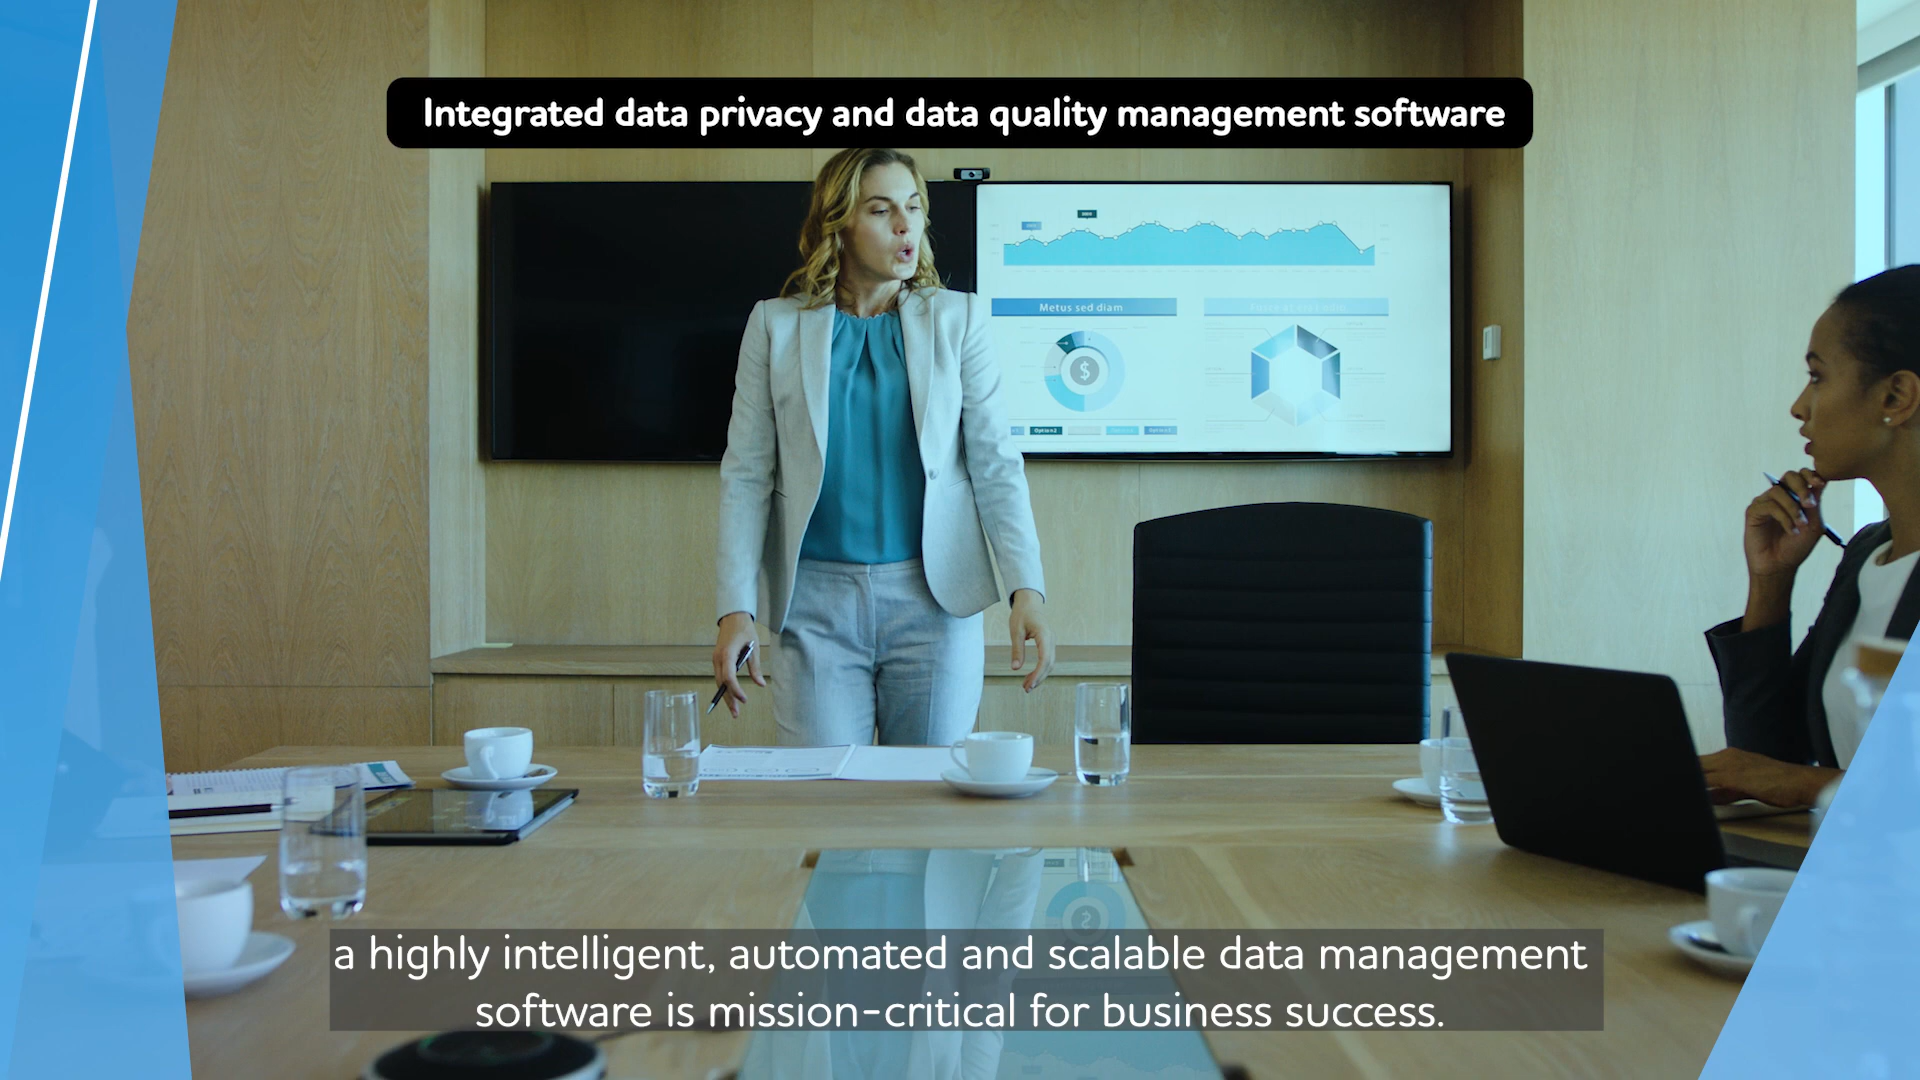 Integrated data privacy and data quality management software
Metus sed diam
a highly intelligent, automated and scalable data management
software is mission-critical for business success.